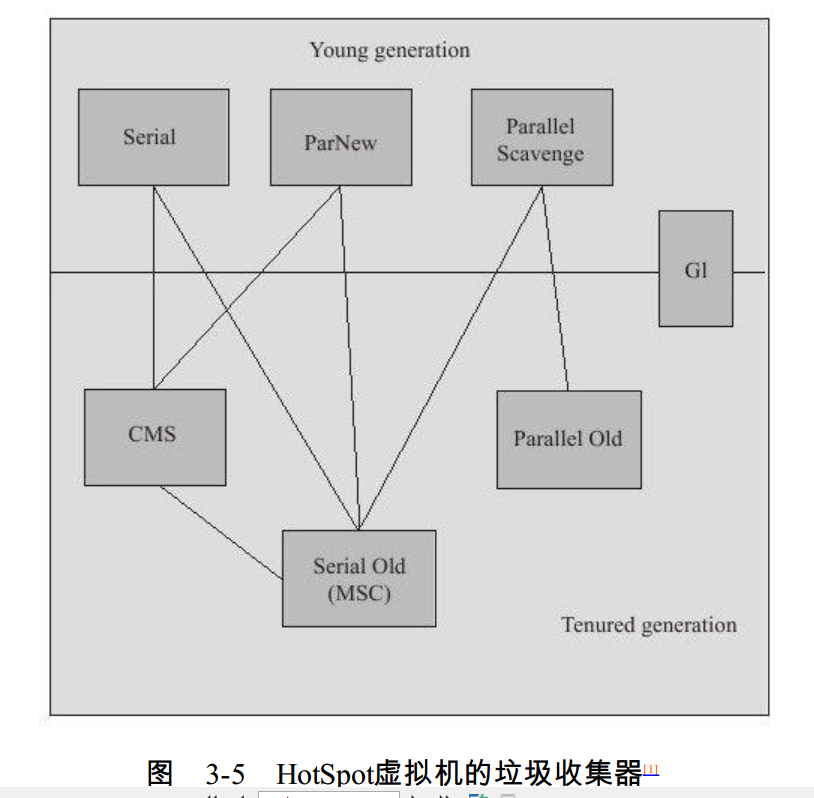 Young generation
Serial
ParNew
Parallel
Scavenge
Gl
CMS
Parallel Old
Serial Old
(MSC)
Tenured generation
图 3-5 HotSpot虚拟机的垃圾收集器[1]